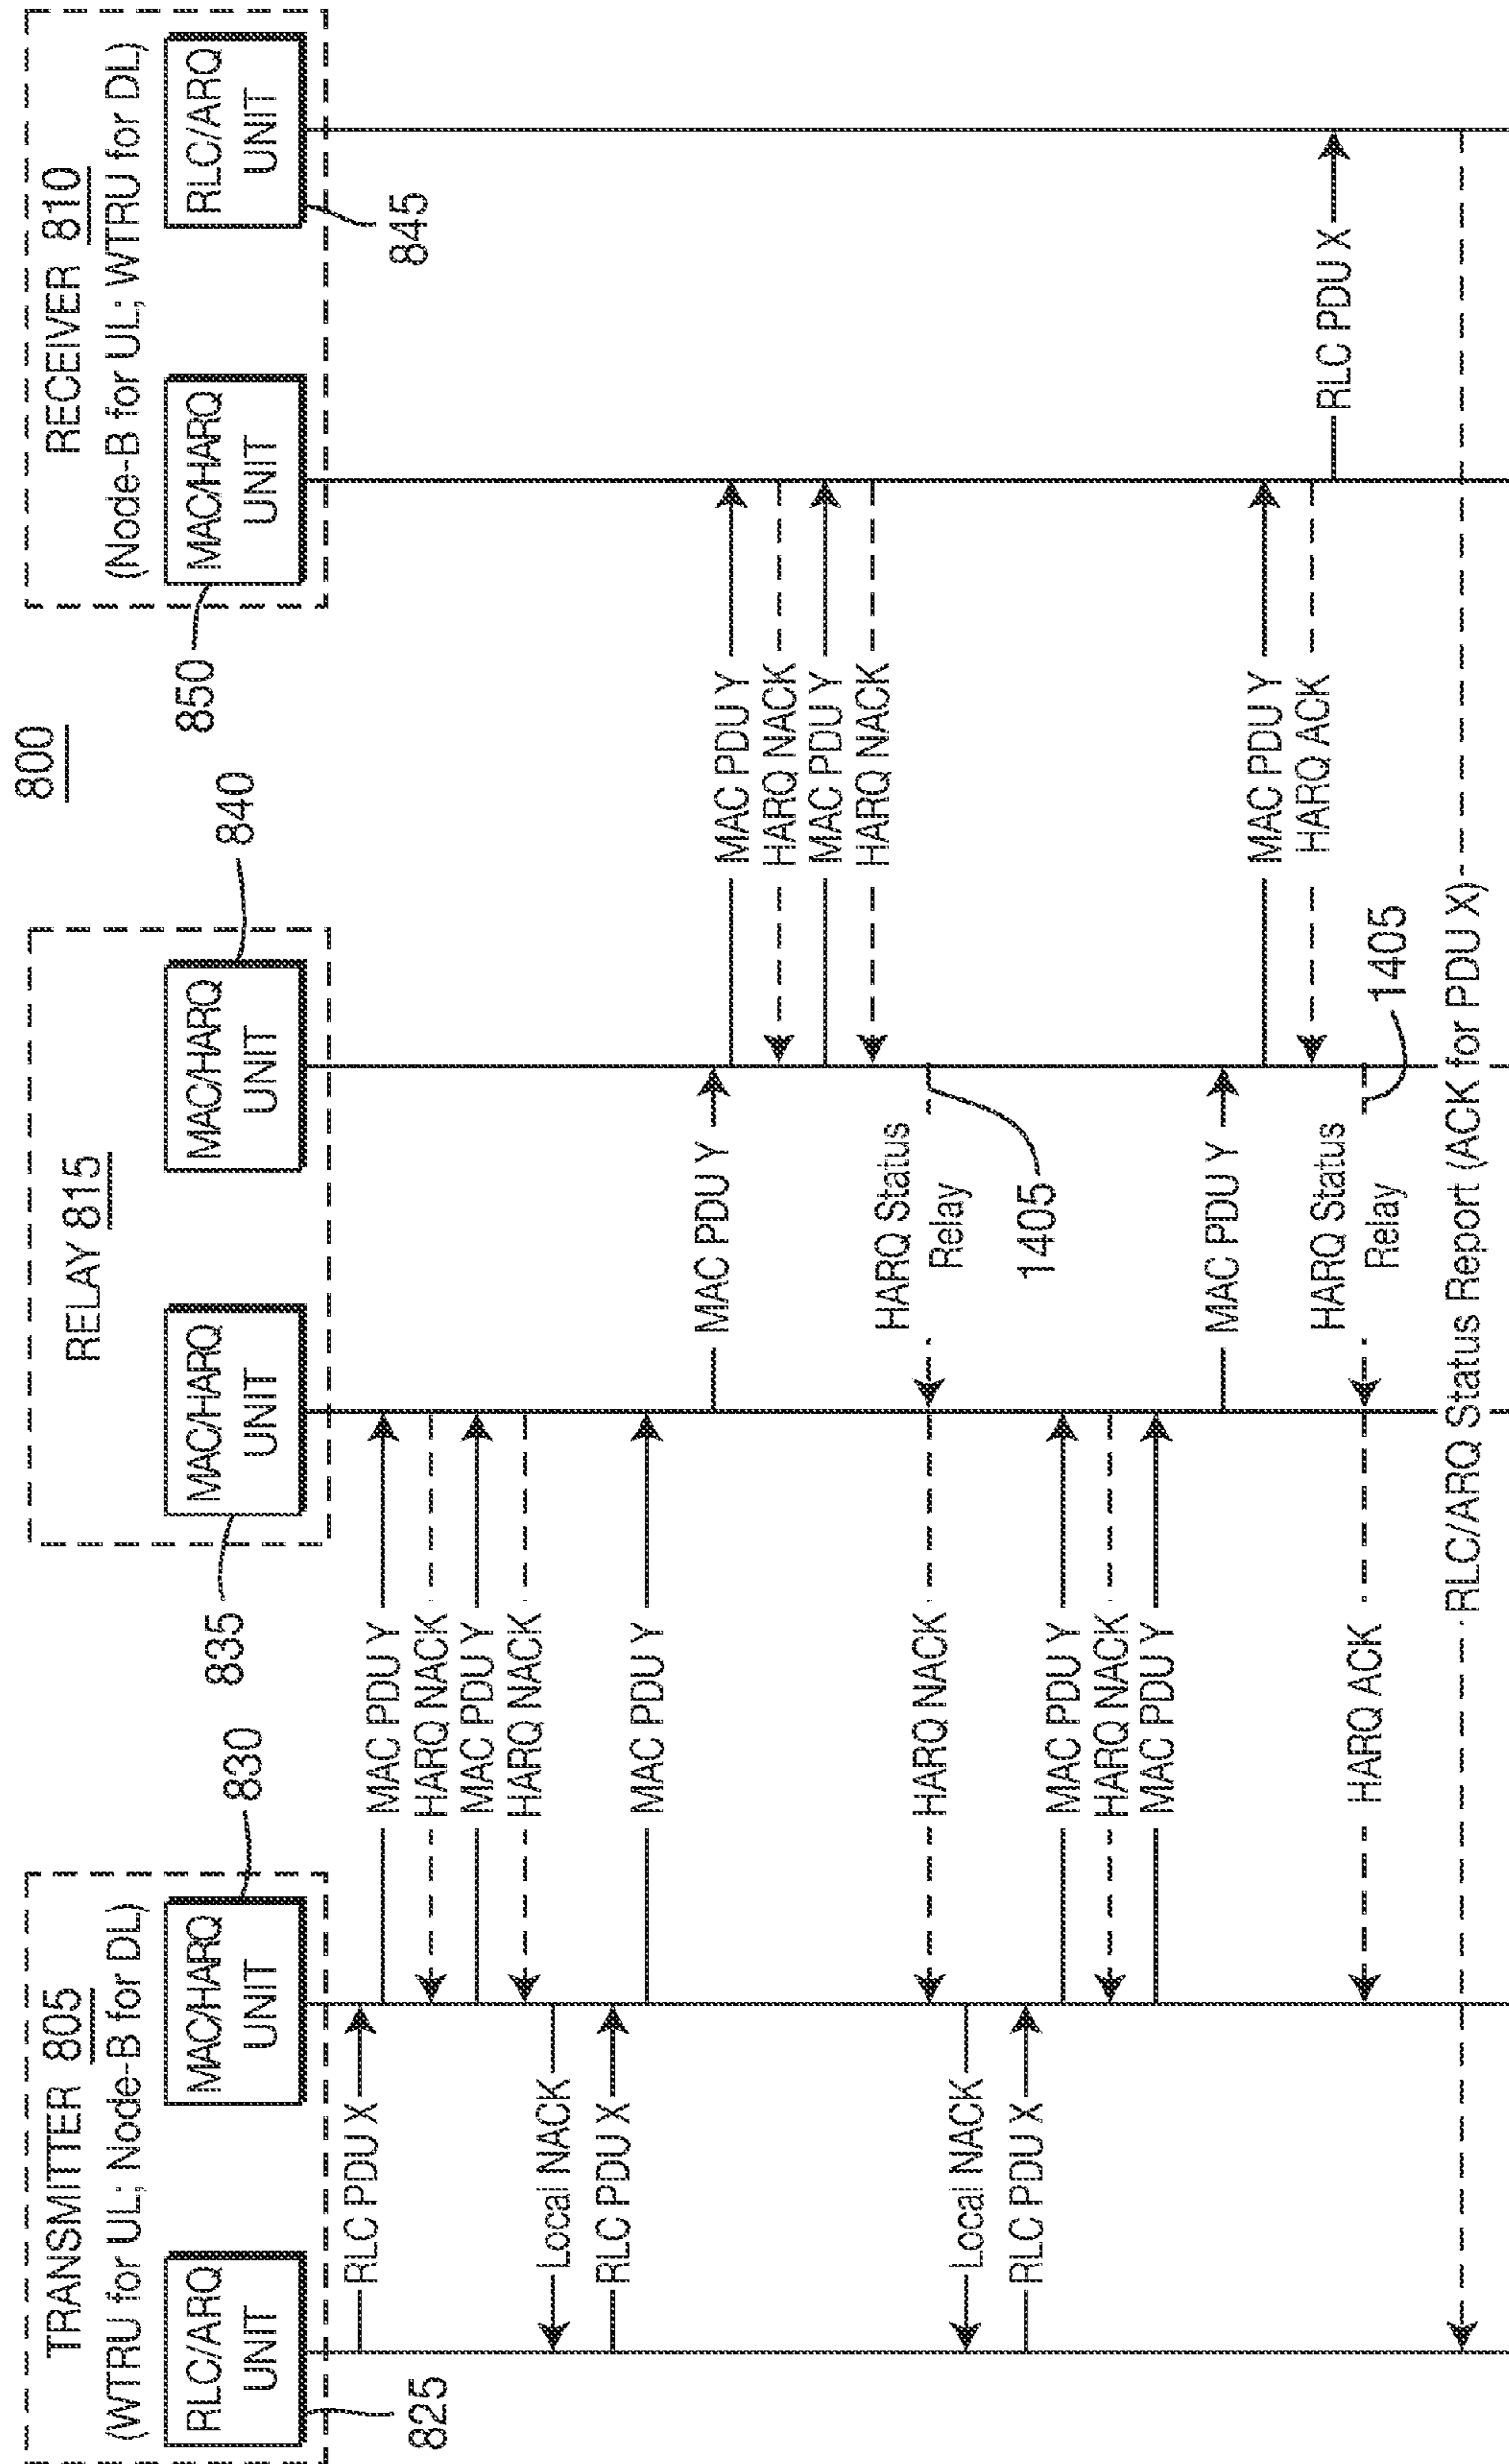 800
TRANSMITTER 805
(WTRU for UL; Node-B for DL)
RLC/ARQ
UNIT
MAC/HARQ
UNIT
825
830
RELAY 815
MAC/HARQ
UNIT
MAC/HARQ
UNIT
835
840
RECEIVER 810
(Node-B for UL; WTRU for DL)
MAC/HARQ
UNIT
RLC/ARQ
UNIT
850
845
RLC PDU X
MAC PDU Y
HARQ NACK
MAC PDU Y
HARQ NACK
Local NACK
RLC PDU X
MAC PDU Y
MAC PDU Y
MAC PDU Y
HARQ NACK
MAC PDU Y
HARQ NACK
HARQ Status
Relay
1405
HARQ NACK
Local NACK
RLC PDU X
MAC PDU Y
HARQ NACK
MAC PDU Y
MAC PDU Y
MAC PDU Y
HARQ ACK
RLC PDU X
HARQ Status
Relay
1405
HARQ ACK
RLC/ARQ Status Report (ACK for PDU X)